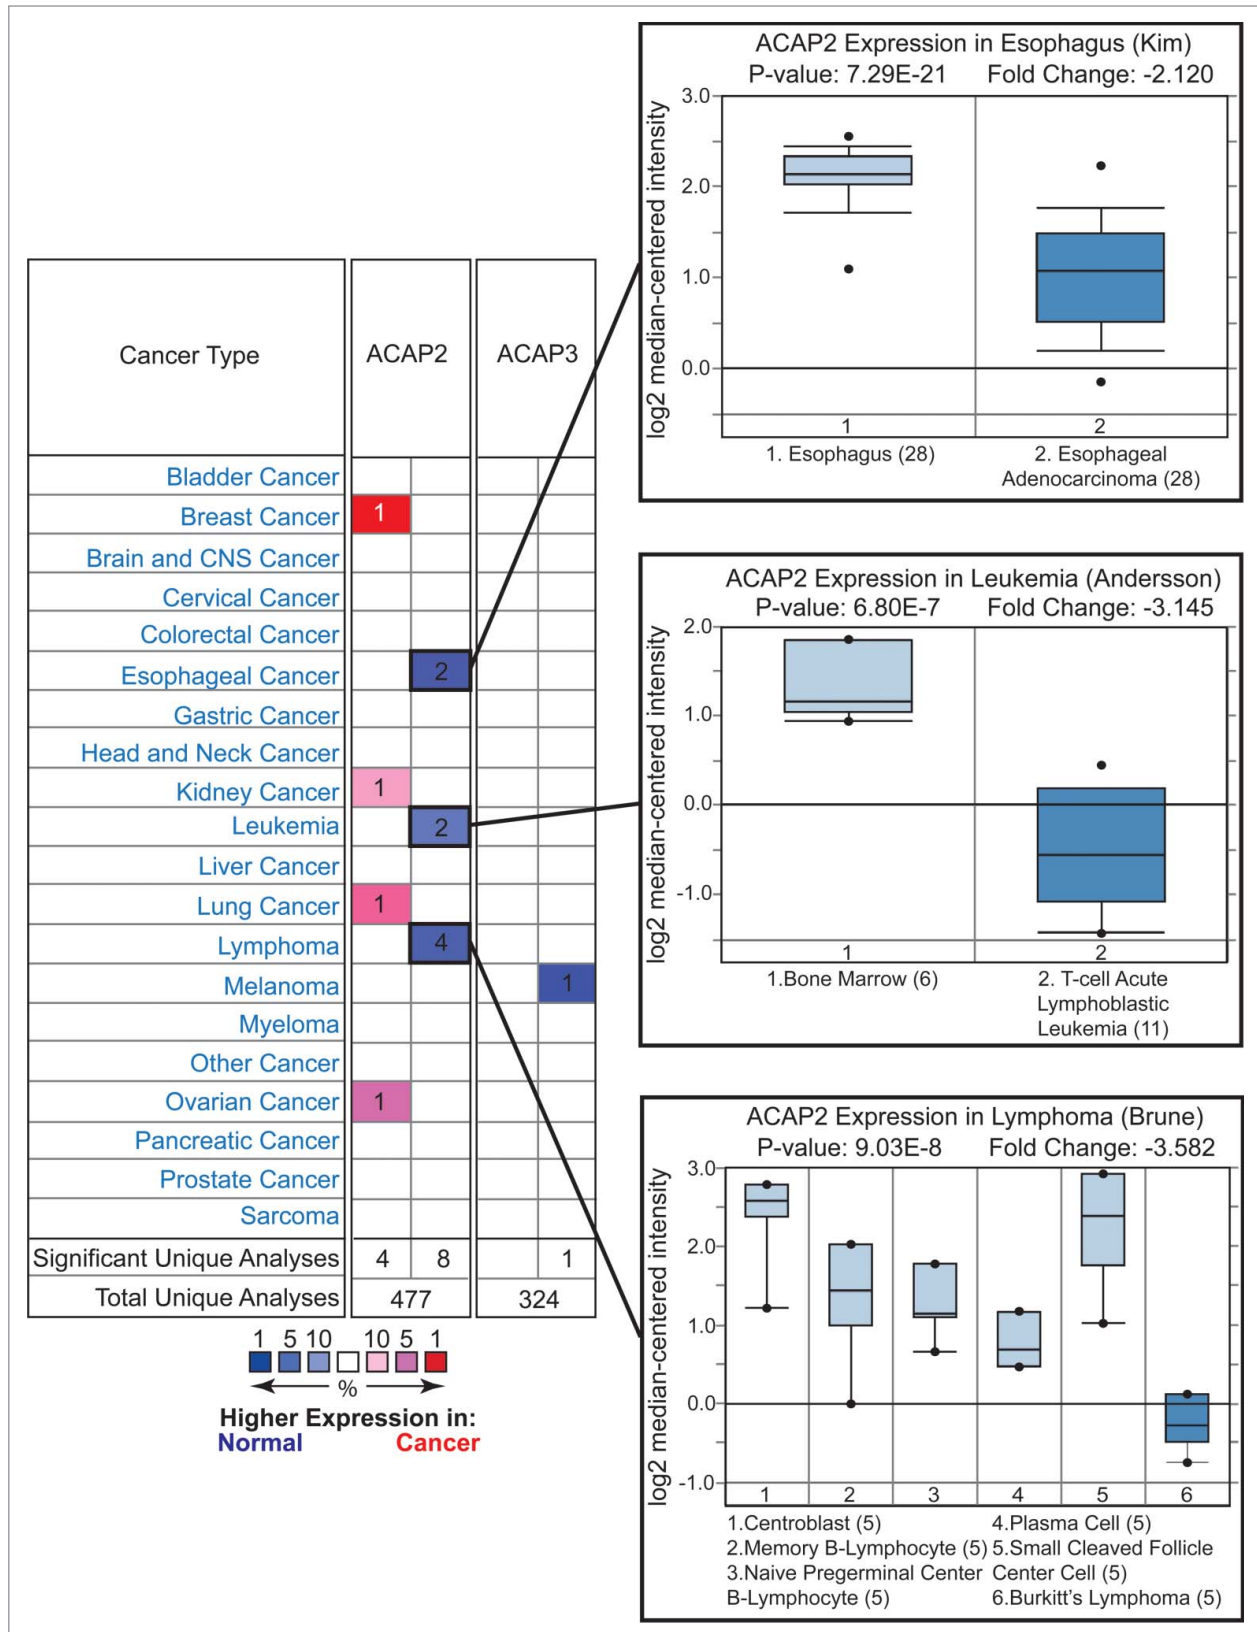 Cancer Type ACAP2 ACAP3
Bladder Cancer
Breast Cancer 1
Brain and CNS Cancer
Cervical Cancer
Colorectal Cancer
Esophageal Cancer 2
Gastric Cancer
Head and Neck Cancer
Kidney Cancer 1
Leukemia 2
Liver Cancer
Lung Cancer 1
Lymphoma 4
Melanoma 1
Myeloma
Other Cancer
Ovarian Cancer 1
Pancreatic Cancer
Prostate Cancer
Sarcoma
Significant Unique Analyses 4 8 1
Total Unique Analyses 477 324
1 5 10 10 5 1
%
Higher Expression in:
Normal Cancer
ACAP2 Expression in Esophagus (Kim)
P-value: 7.29E-21 Fold Change: -2.120
log2 median-centered intensity
3.0
2.0
1.0
0.0
1 2
1. Esophagus (28) 2. Esophageal
Adenocarcinoma (28)
ACAP2 Expression in Leukemia (Andersson)
P-value: 6.80E-7 Fold Change: -3.145
log2 median-centered intensity
2.0
1.0
0.0
-1.0
1 2
1.Bone Marrow (6) 2. T-cell Acute
Lymphoblastic
Leukemia (11)
ACAP2 Expression in Lymphoma (Brune)
P-value: 9.03E-8 Fold Change: -3.582
log2 median-centered intensity
3.0
2.0
1.0
0.0
-1.0
1 2 3 4 5 6
1.Centroblast (5) 4.Plasma Cell (5)
2.Memory B-Lymphocyte (5) 5.Small Cleaved Follicle
3.Naive Pregerminal Center Center Cell (5)
B-Lymphocyte (5) 6.Burkitt's Lymphoma (5)